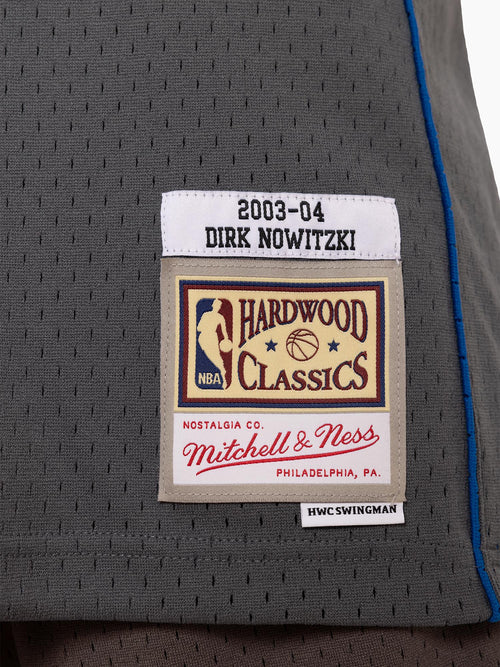 2003-04
DIRK NOWITZKI
HARDWOOD
NBA
CLASSICS
NOSTALGIA CO.
Mitchell & Ness
PHILADELPHIA, PA.
HWC SWINGMAN